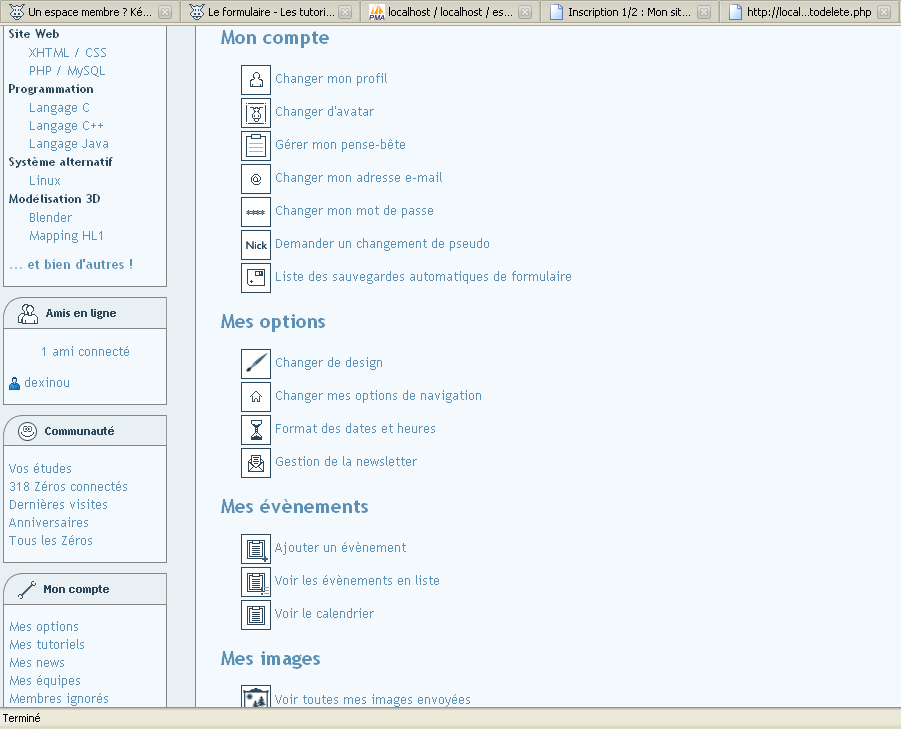 Un espace membre ? Ké...
Le formulaire - Les tutori...
PMA
localhost / localhost / es...
Inscription 1/2 : Mon sit...
http://local...todelete.php
Site Web
XHTML / CSS
PHP / MySQL
Programmation
Langage C
Langage C++
Langage Java
Système alternatif
Linux
Modélisation 3D
Blender
Mapping HL1
... et bien d'autres !
Amis en ligne
1 ami connecté
dexinou
Communauté
Vos études
318 Zéros connectés
Dernières visites
Anniversaires
Tous les Zéros
Mon compte
Mes options
Mes tutoriels
Mes news
Mes équipes
Membres ignorés
Mon compte
Changer mon profil
Changer d'avatar
Gérer mon pense-bête
@ Changer mon adresse e-mail
**** Changer mon mot de passe
Nick Demander un changement de pseudo
Liste des sauvegardes automatiques de formulaire
Mes options
Changer de design
Changer mes options de navigation
Format des dates et heures
Gestion de la newsletter
Mes évènements
Ajouter un évènement
Voir les évènements en liste
Voir le calendrier
Mes images
Voir toutes mes images envoyées
Terminé